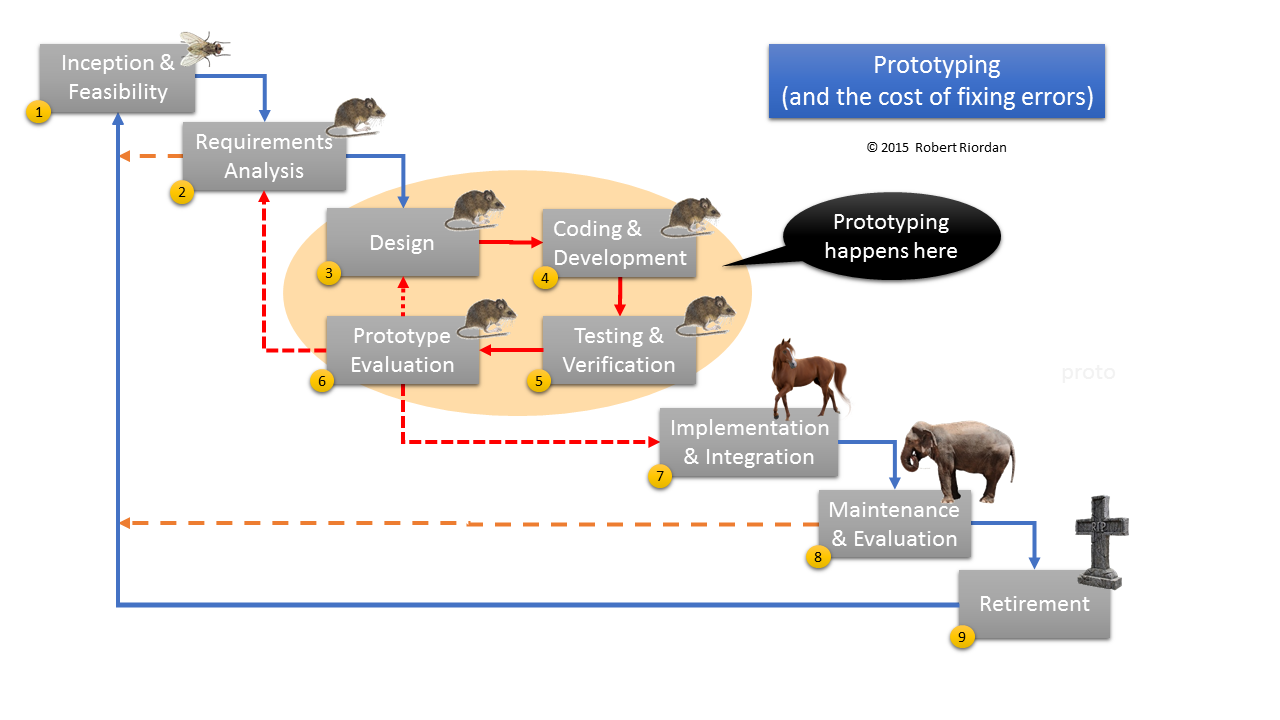 Inception &
Feasibility
1
Prototyping
(and the cost of fixing errors)
© 2015  Robert Riordan
Requirements
Analysis
2
Design
3
Coding &
Development
4
Prototyping
happens here
Prototype
Evaluation
6
Testing &
Verification
5
proto
Implementation
& Integration
7
Maintenance
& Evaluation
8
RIP
Retirement
9